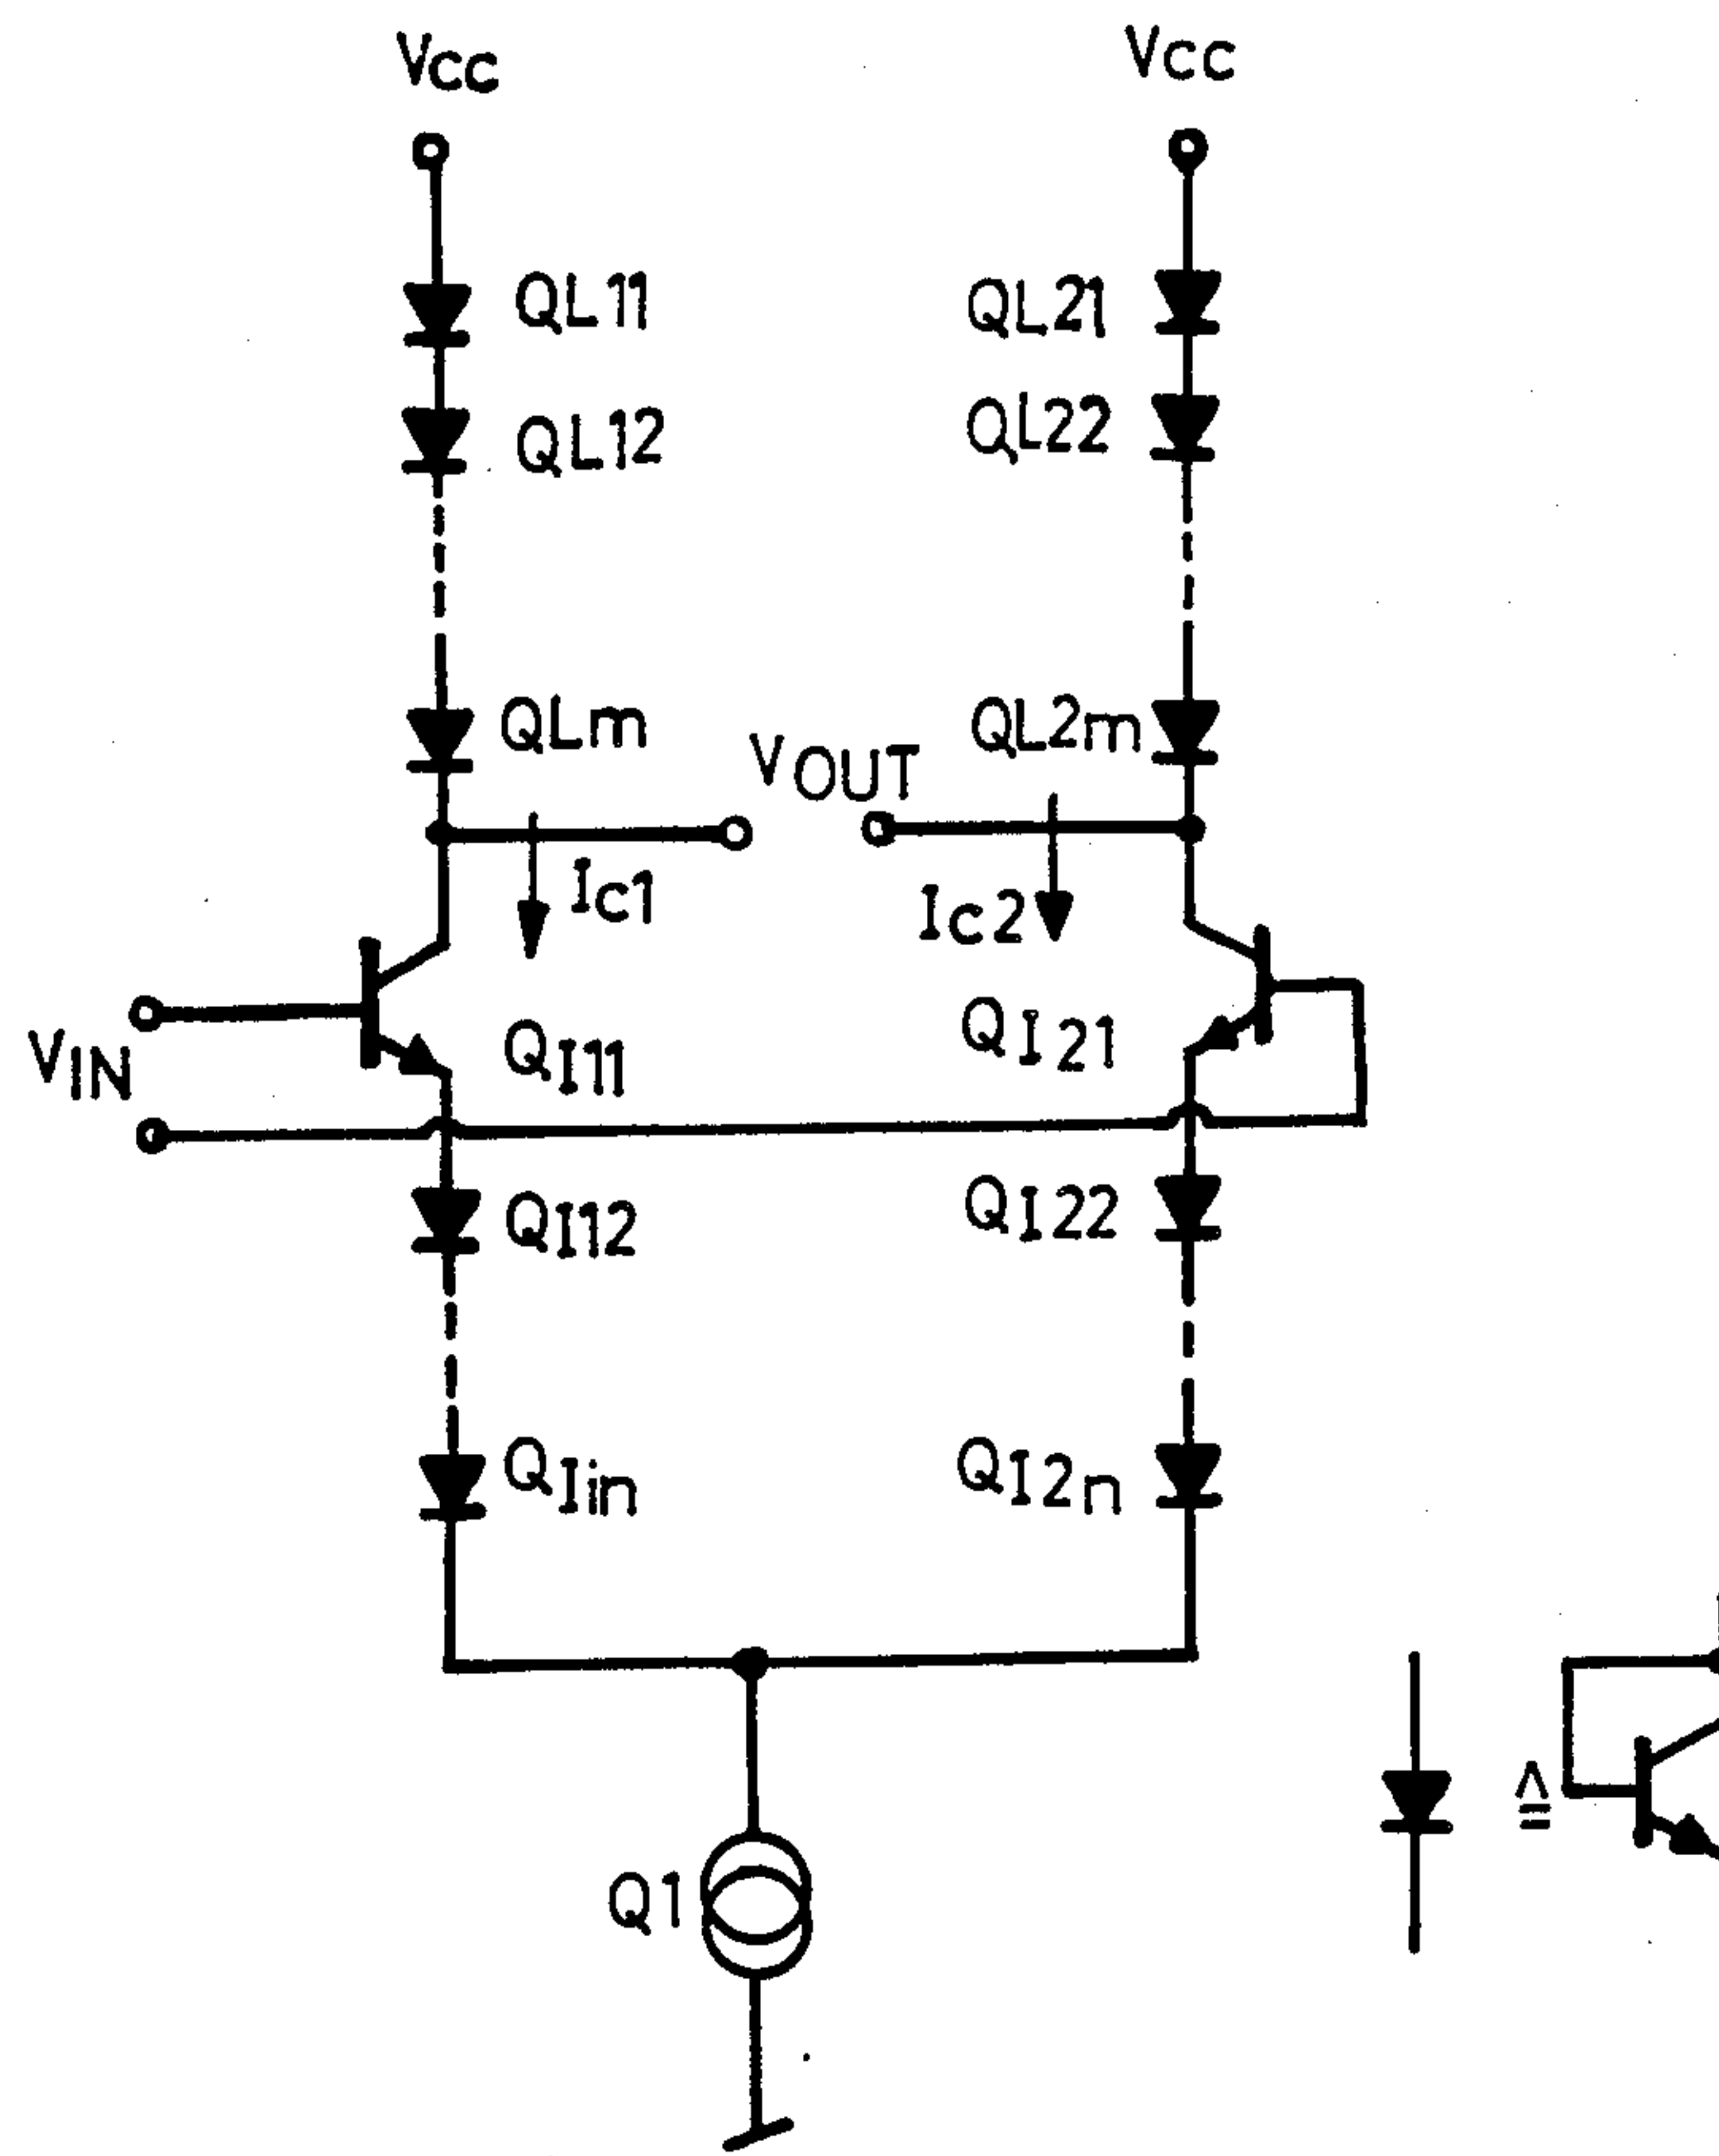 Vcc Vcc
QL11 QL21
QL12 QL22
QLm QL2m
VOUT
Ic1 Ic2
VIN
QI11 QI21
QI12 QI22
QIin QI2n
Q1
≙